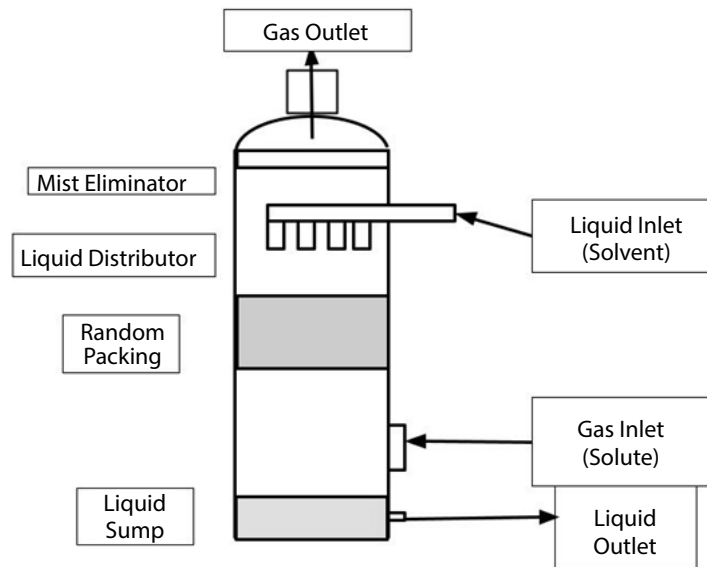 Gas Outlet
Mist Eliminator
Liquid Inlet
(Solvent)
Liquid Distributor
Random
Packing
Gas Inlet
(Solute)
Liquid
Sump
Liquid
Outlet